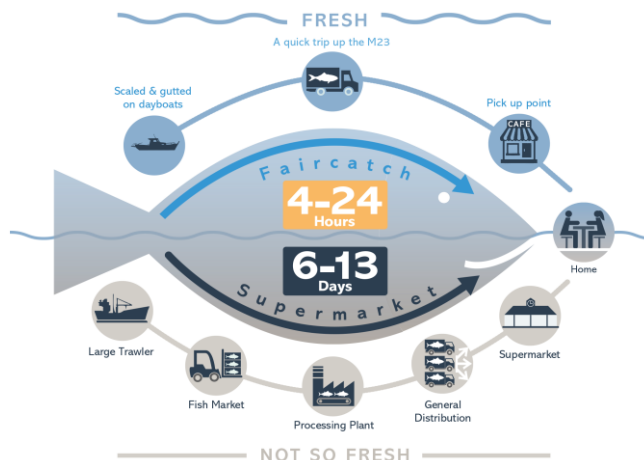 FRESH
A quick trip up the M23
Scaled & gutted
on dayboats
Pick up point
CAFE
Faircatch
4-24
Hours
6-13
Days
Supermarket
Home
Large Trawler
Fish Market
Processing Plant
General
Distribution
Supermarket
NOT SO FRESH